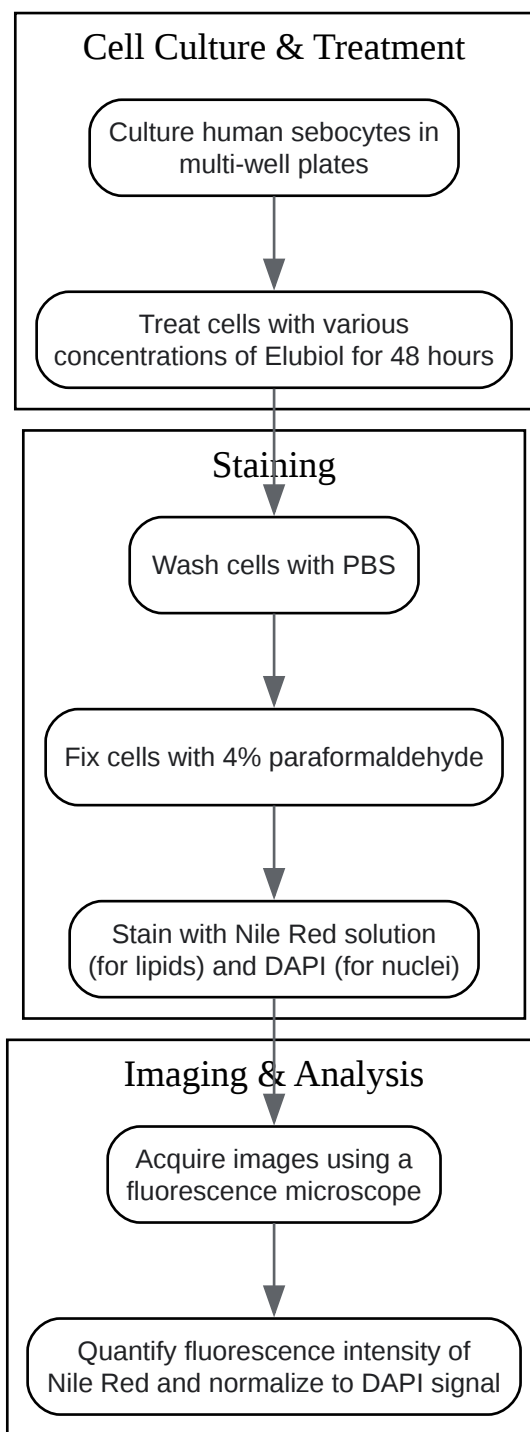 Cell Culture & Treatment
Culture human sebocytes in
multi-well plates
Treat cells with various
concentrations of Elubiol for 48 hours
Staining
Wash cells with PBS
Fix cells with 4% paraformaldehyde
Stain with Nile Red solution
(for lipids) and DAPI (for nuclei)
Imaging & Analysis
Acquire images using a
fluorescence microscope
Quantify fluorescence intensity of
Nile Red and normalize to DAPI signal